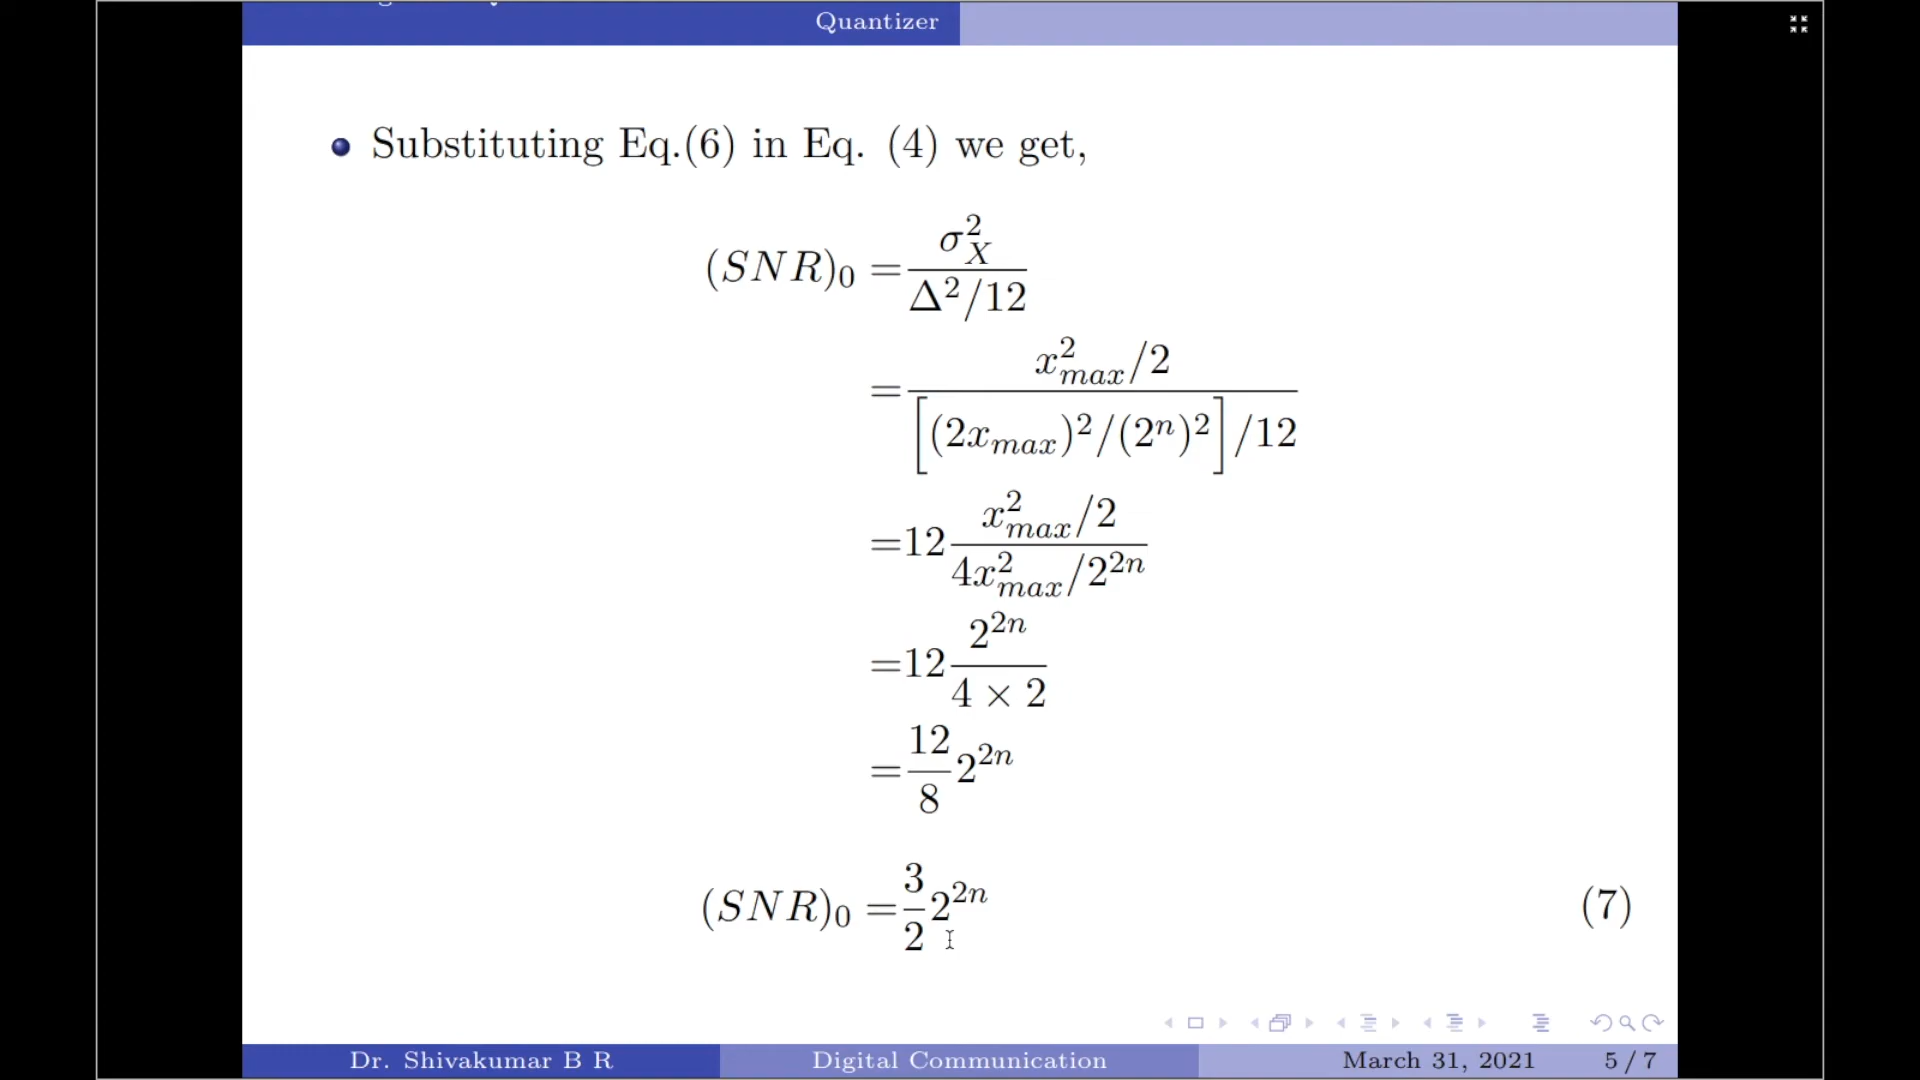 Quantizer
Substituting Eq.(6) in Eq. (4) we get,
(SNR)₀ = σ²_X / (Δ²/12)
= (x²_max/2) / ([(2x_max)²/(2ⁿ)²]/12)
=12 (x²_max/2) / (4x²_max/2²ⁿ)
=12 2²ⁿ / (4 × 2)
= 12/8 2²ⁿ
(SNR)₀ = 3/2 2²ⁿ (7)
Dr. Shivakumar B R Digital Communication March 31, 2021 5 / 7